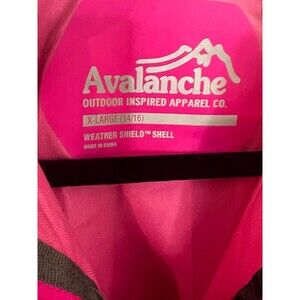 Avalanche
OUTDOOR INSPIRED APPAREL CO.
X-LARGE (14/16)
WEATHER SHIELD™ SHELL
MADE IN CHINA